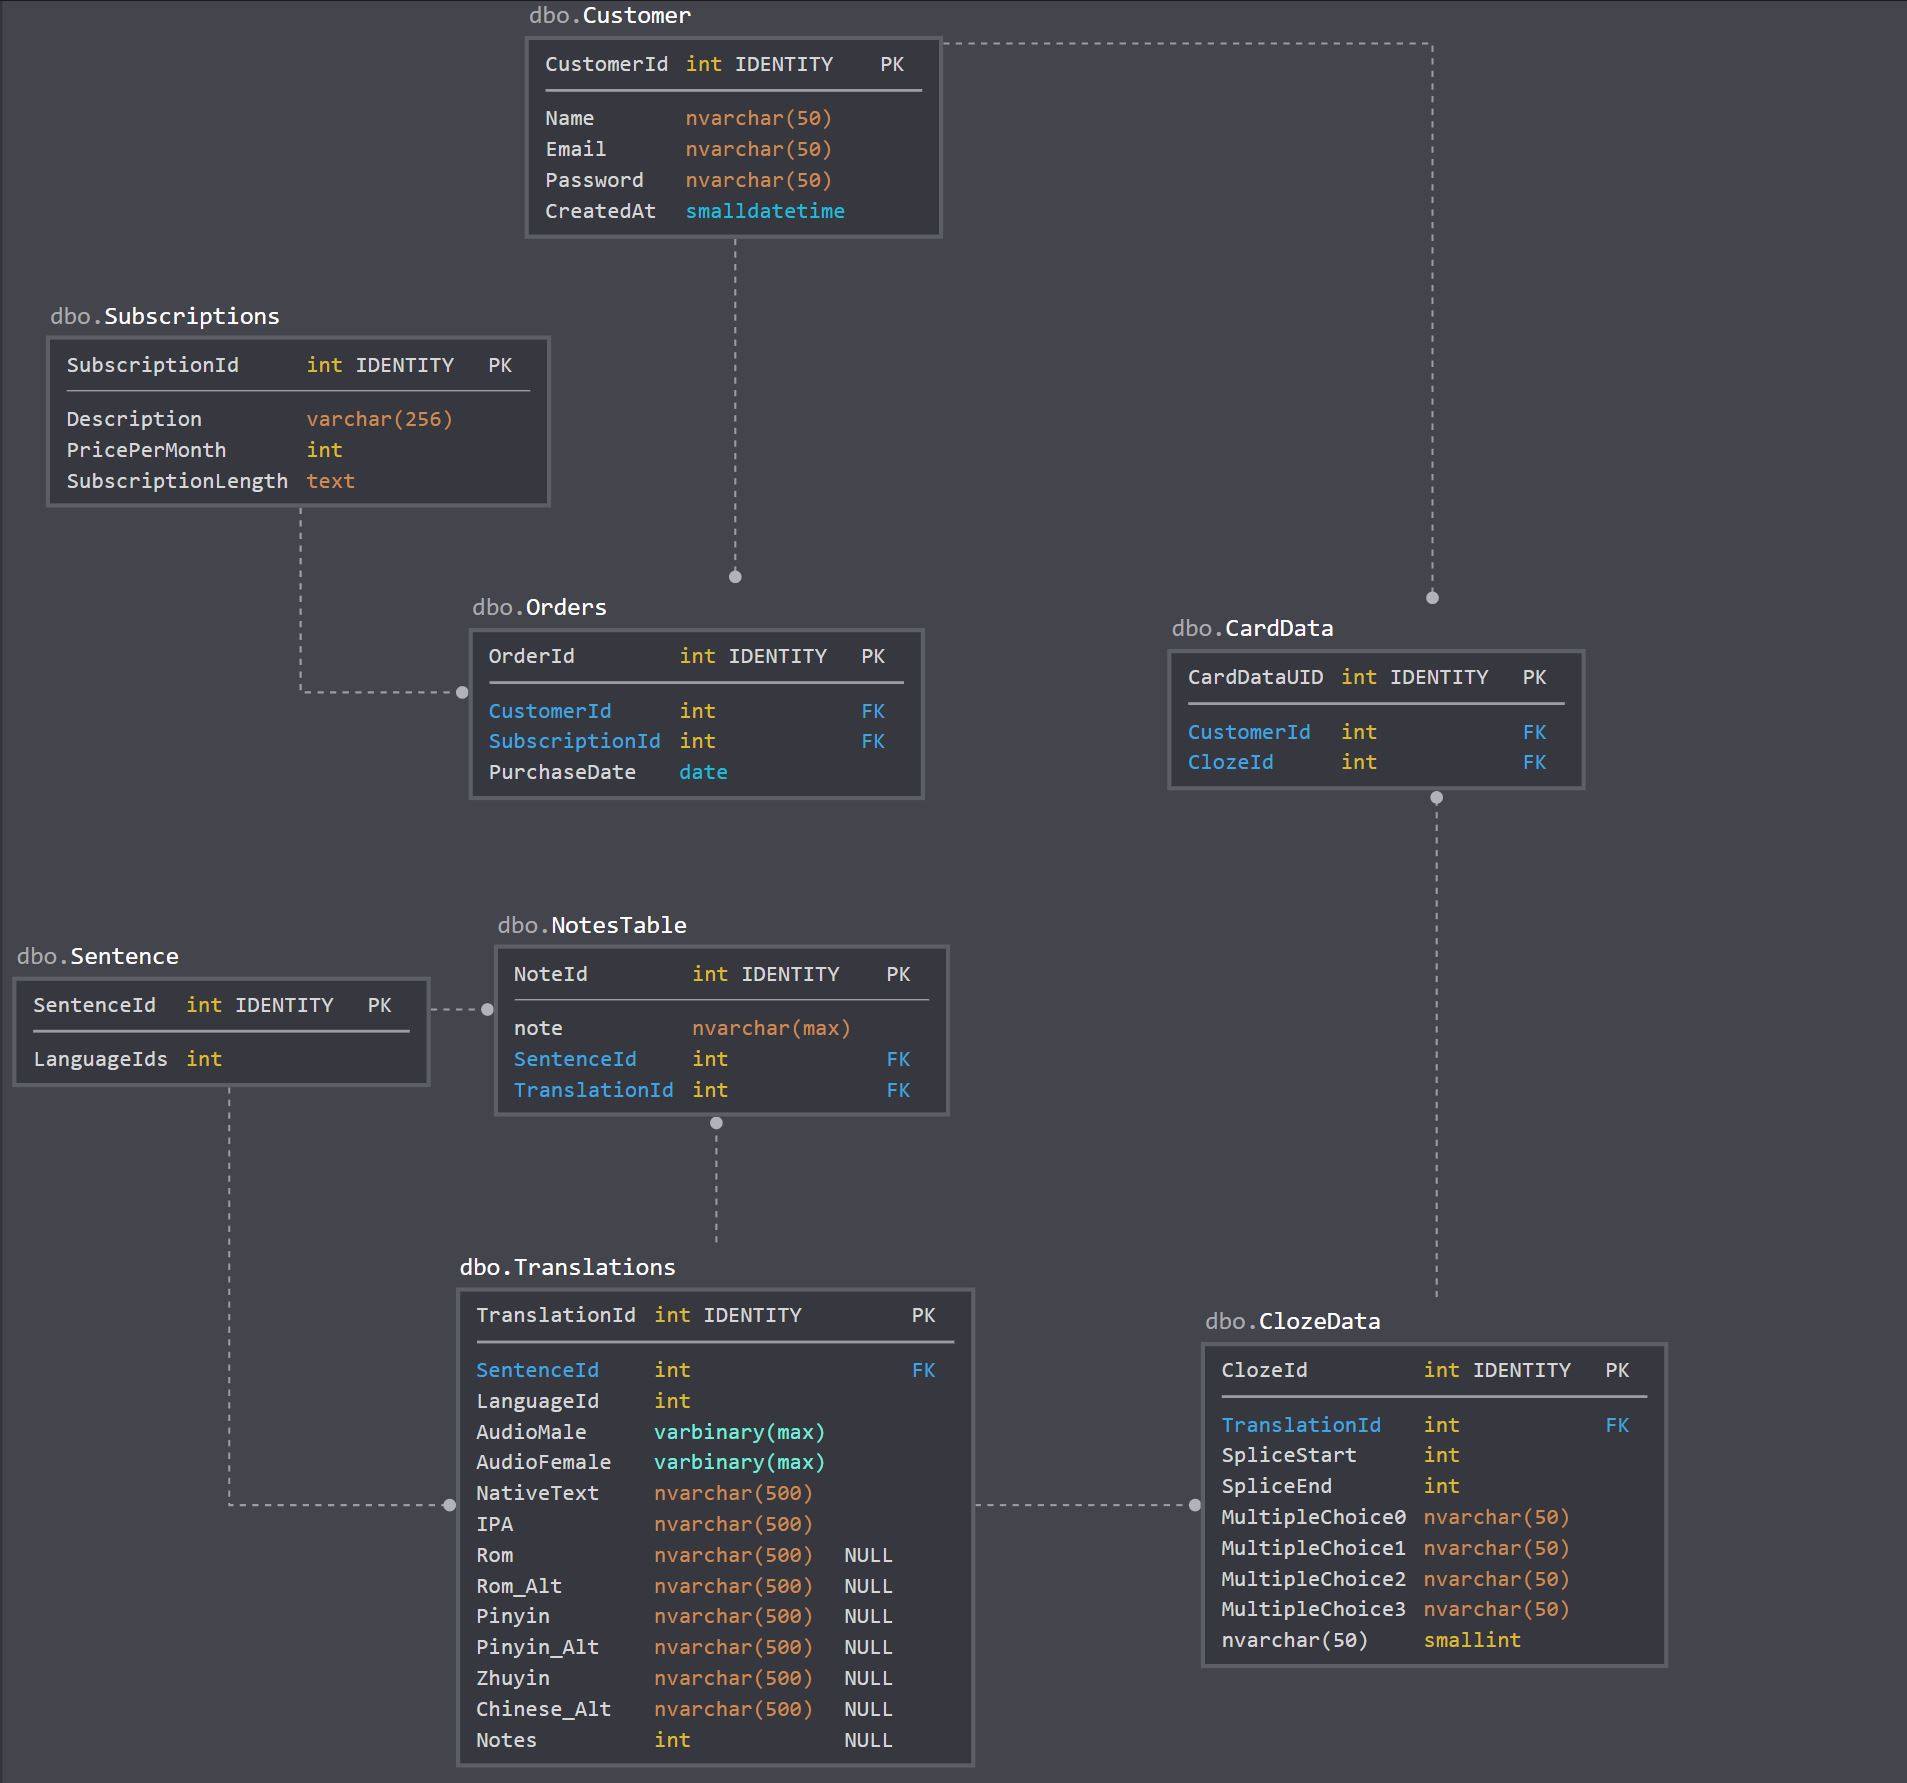 dbo.Customer
CustomerId int IDENTITY PK
Name nvarchar(50)
Email nvarchar(50)
Password nvarchar(50)
CreatedAt smalldatetime
dbo.Subscriptions
SubscriptionId int IDENTITY PK
Description varchar(256)
PricePerMonth int
SubscriptionLength text
dbo.Orders
OrderId int IDENTITY PK
CustomerId int FK
SubscriptionId int FK
PurchaseDate date
dbo.CardData
CardDataUID int IDENTITY PK
CustomerId int FK
ClozeId int FK
dbo.Sentence
SentenceId int IDENTITY PK
LanguageIds int
dbo.NotesTable
NoteId int IDENTITY PK
note nvarchar(max)
SentenceId int FK
TranslationId int FK
dbo.Translations
TranslationId int IDENTITY PK
SentenceId int FK
LanguageId int
AudioMale varbinary(max)
AudioFemale varbinary(max)
NativeText nvarchar(500)
IPA nvarchar(500)
Rom nvarchar(500) NULL
Rom_Alt nvarchar(500) NULL
Pinyin nvarchar(500) NULL
Pinyin_Alt nvarchar(500) NULL
Zhuyin nvarchar(500) NULL
Chinese_Alt nvarchar(500) NULL
Notes int NULL
dbo.ClozeData
ClozeId int IDENTITY PK
TranslationId int FK
SpliceStart int
SpliceEnd int
MultipleChoice0 nvarchar(50)
MultipleChoice1 nvarchar(50)
MultipleChoice2 nvarchar(50)
MultipleChoice3 nvarchar(50)
nvarchar(50) smallint